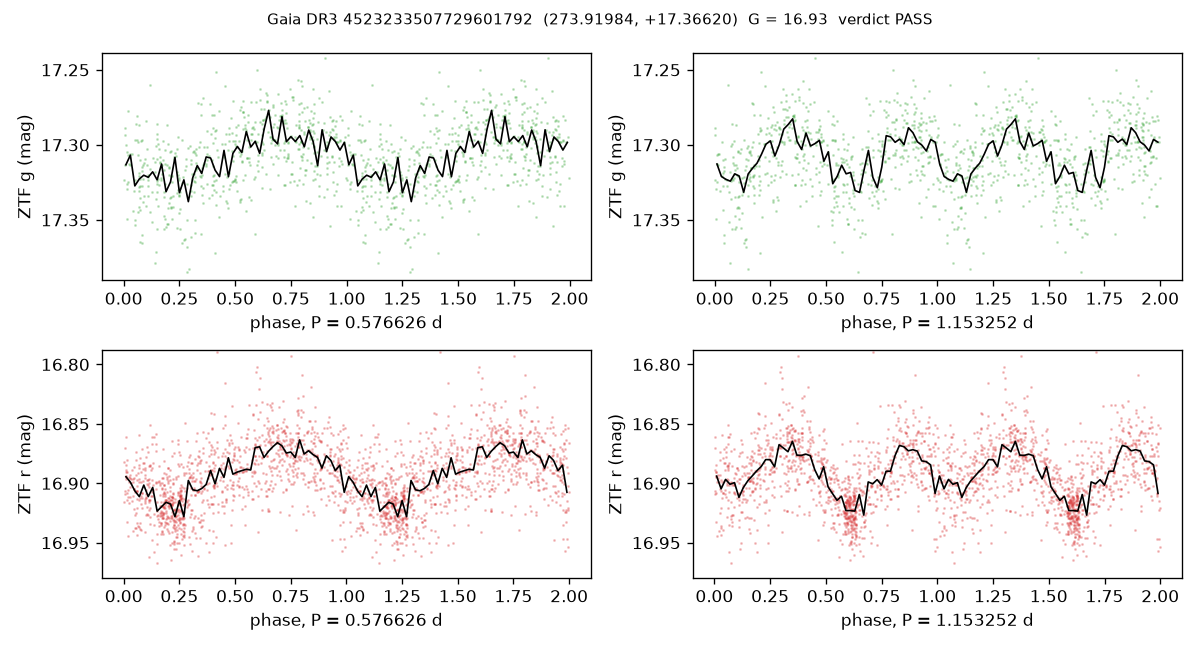 Gaia DR3 4523233507729601792  (273.91984, +17.36620)  G = 16.93  verdict PASS
ZTF g (mag)
17.25
17.30
17.35
0.00 0.25 0.50 0.75 1.00 1.25 1.50 1.75 2.00
phase, P = 0.576626 d
ZTF g (mag)
17.25
17.30
17.35
0.00 0.25 0.50 0.75 1.00 1.25 1.50 1.75 2.00
phase, P = 1.153252 d
ZTF r (mag)
16.80
16.85
16.90
16.95
0.00 0.25 0.50 0.75 1.00 1.25 1.50 1.75 2.00
phase, P = 0.576626 d
ZTF r (mag)
16.80
16.85
16.90
16.95
0.00 0.25 0.50 0.75 1.00 1.25 1.50 1.75 2.00
phase, P = 1.153252 d